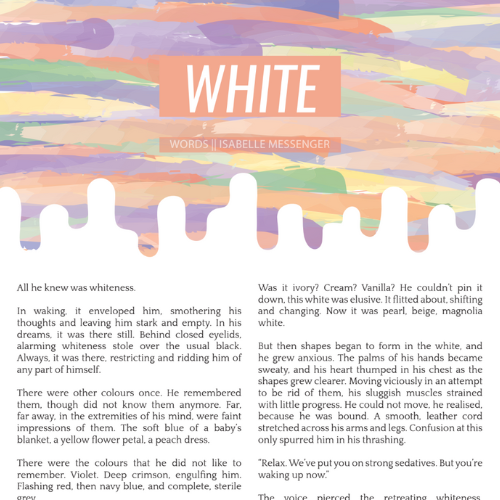 WHITE
WORDS || ISABELLE MESSENGER
All he knew was whiteness.
In waking, it enveloped him, smothering his
thoughts and leaving him stark and empty. In his
dreams, it was there still. Behind closed eyelids,
alarming whiteness stole over the usual black.
Always, it was there, restricting and ridding him of
any part of himself.
There were other colours once. He remembered
them, though did not know them anymore. Far,
far away, in the extremities of his mind, were faint
impressions of them. The soft blue of a baby's
blanket, a yellow flower petal, a peach dress.
There were the colours that he did not like to
remember. Violet. Deep crimson, engulfing him.
Flashing red, then navy blue, and complete, sterile
grey.
Was it ivory? Cream? Vanilla? He couldn't pin it
down, this white was elusive. It flitted about, shifting
and changing. Now it was pearl, beige, magnolia
white.
But then shapes began to form in the white, and
he grew anxious. The palms of his hands became
sweaty, and his heart thumped in his chest as the
shapes grew clearer. Moving viciously in an attempt
to be rid of them, his sluggish muscles strained
with little progress. He could not move, he realised,
because he was bound. A smooth, leather cord
stretched across his arms and legs. Confusion at this
only spurred him in his thrashing.
"Relax. We've put you on strong sedatives. But you're
waking up now."
The voice pierced the retreating whiteness.